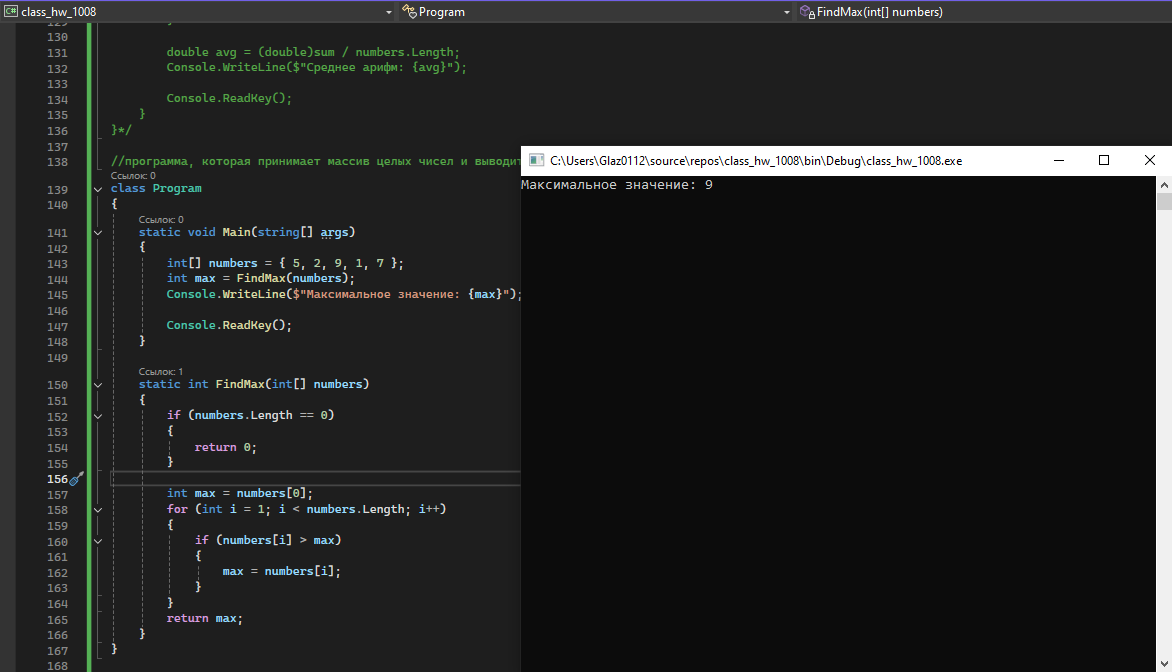 class_hw_1008 Program FindMax(int[] numbers)
129 }
130
131 double avg = (double)sum / numbers.Length;
132 Console.WriteLine($"Среднее арифм: {avg}");
133
134 Console.ReadKey();
135 }
136 }*/
137
138 //программа, которая принимает массив целых чисел и выводит
Ссылок: 0
139 class Program
140 {
Ссылок: 0
141 static void Main(string[] args)
142 {
143 int[] numbers = { 5, 2, 9, 1, 7 };
144 int max = FindMax(numbers);
145 Console.WriteLine($"Максимальное значение: {max}");
146
147 Console.ReadKey();
148 }
149
Ссылок: 1
150 static int FindMax(int[] numbers)
151 {
152 if (numbers.Length == 0)
153 {
154 return 0;
155 }
156
157 int max = numbers[0];
158 for (int i = 1; i < numbers.Length; i++)
159 {
160 if (numbers[i] > max)
161 {
162 max = numbers[i];
163 }
164 }
165 return max;
166 }
167 }
168
C:\Users\Glaz0112\source\repos\class_hw_1008\bin\Debug\class_hw_1008.exe
Максимальное значение: 9